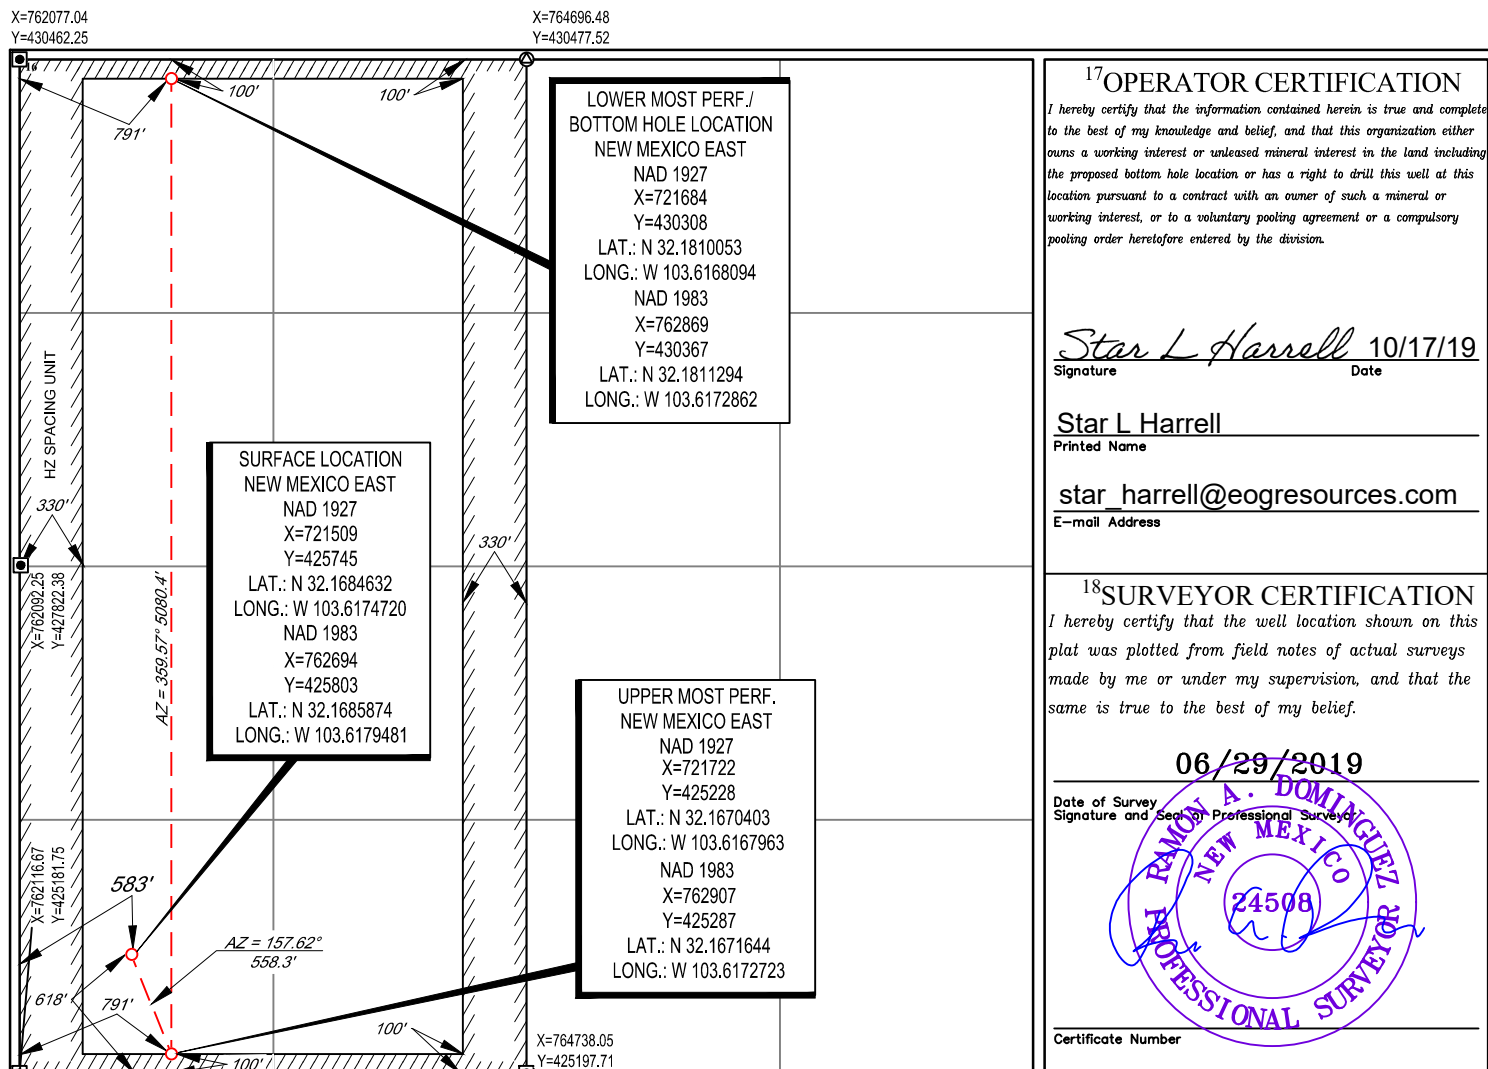 X=762077.04
Y=430462.25
X=764696.48
Y=430477.52
100'
100'
791'
LOWER MOST PERF./
BOTTOM HOLE LOCATION
NEW MEXICO EAST
NAD 1927
X=721684
Y=430308
LAT.: N 32.1810053
LONG.: W 103.6168094
NAD 1983
X=762869
Y=430367
LAT.: N 32.1811294
LONG.: W 103.6172862
HZ SPACING UNIT
330'
330'
X=762092.25
Y=427822.38
AZ = 359.57° 5080.4'
SURFACE LOCATION
NEW MEXICO EAST
NAD 1927
X=721509
Y=425745
LAT.: N 32.1684632
LONG.: W 103.6174720
NAD 1983
X=762694
Y=425803
LAT.: N 32.1685874
LONG.: W 103.6179481
UPPER MOST PERF.
NEW MEXICO EAST
NAD 1927
X=721722
Y=425228
LAT.: N 32.1670403
LONG.: W 103.6167963
NAD 1983
X=762907
Y=425287
LAT.: N 32.1671644
LONG.: W 103.6172723
X=762116.67
Y=425181.75
583'
AZ = 157.62°
558.3'
618'
791'
100'
100'
X=764738.05
Y=425197.71
17OPERATOR CERTIFICATION
I hereby certify that the information contained herein is true and complete
to the best of my knowledge and belief, and that this organization either
owns a working interest or unleased mineral interest in the land including
the proposed bottom hole location or has a right to drill this well at this
location pursuant to a contract with an owner of such a mineral or
working interest, or to a voluntary pooling agreement or a compulsory
pooling order heretofore entered by the division.
Star L Harrell 10/17/19
Signature Date
Star L Harrell
Printed Name
star_harrell@eogresources.com
E-mail Address
18SURVEYOR CERTIFICATION
I hereby certify that the well location shown on this
plat was plotted from field notes of actual surveys
made by me or under my supervision, and that the
same is true to the best of my belief.
06/29/2019
Date of Survey
Signature and Seal of Professional Surveyor
RAMON A. DOMINGUEZ
NEW MEXICO
24508
PROFESSIONAL SURVEYOR
Certificate Number